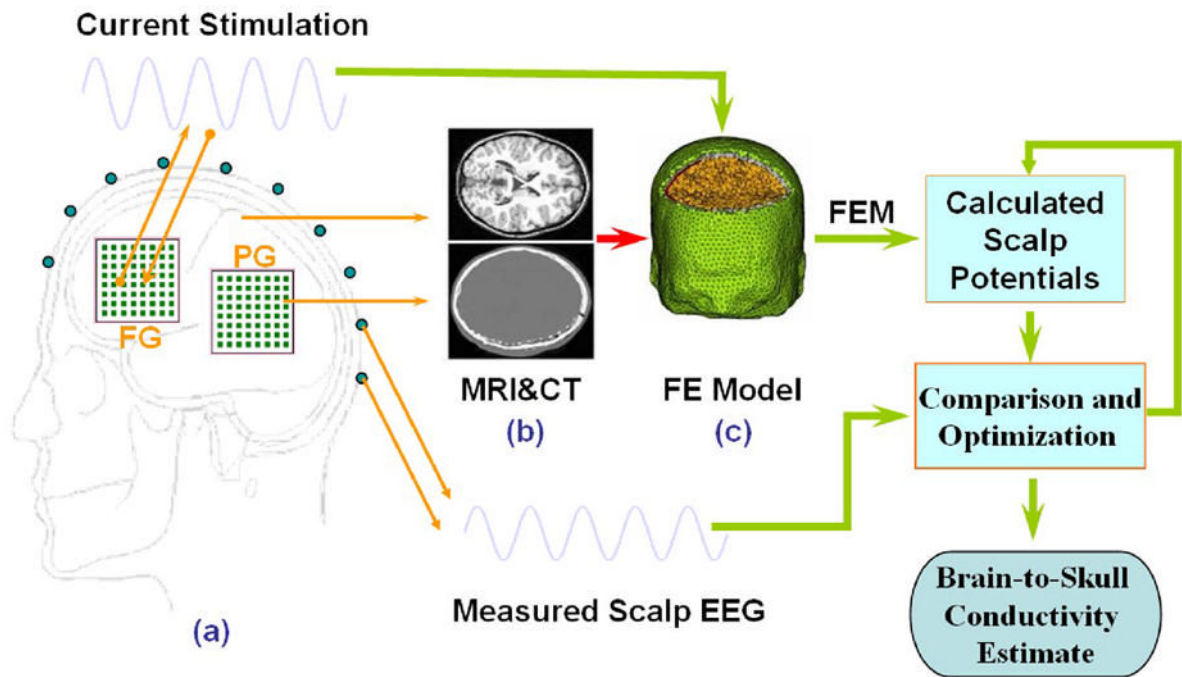 Current Stimulation
PG
FG
FEM
Calculated
Scalp
Potentials
MRI&CT
FE Model
(b)
(c)
Comparison and
Optimization
Measured Scalp EEG
(a)
Brain-to-Skull
Conductivity
Estimate